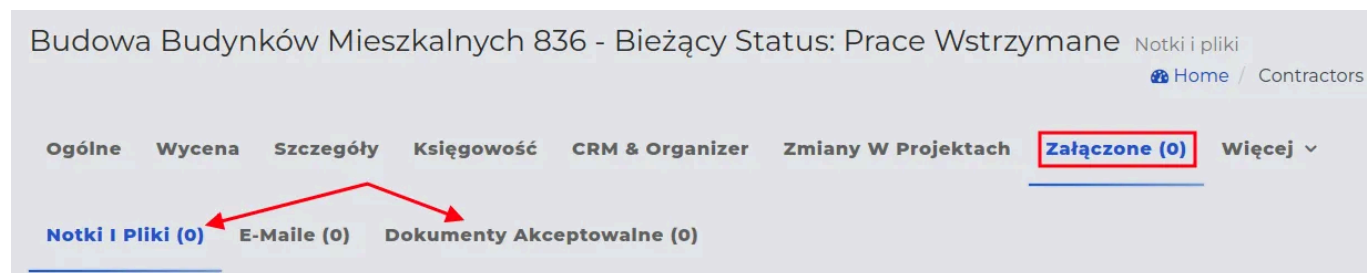 Budowa Budynków Mieszkalnych 836 - Bieżący Status: Prace Wstrzymane Notki i pliki
Home / Contractors
Ogólne Wycena Szczegóły Księgowość CRM & Organizer Zmiany W Projektach Załączone (0) Więcej
Notki I Pliki (0) E-Maile (0) Dokumenty Akceptowalne (0)